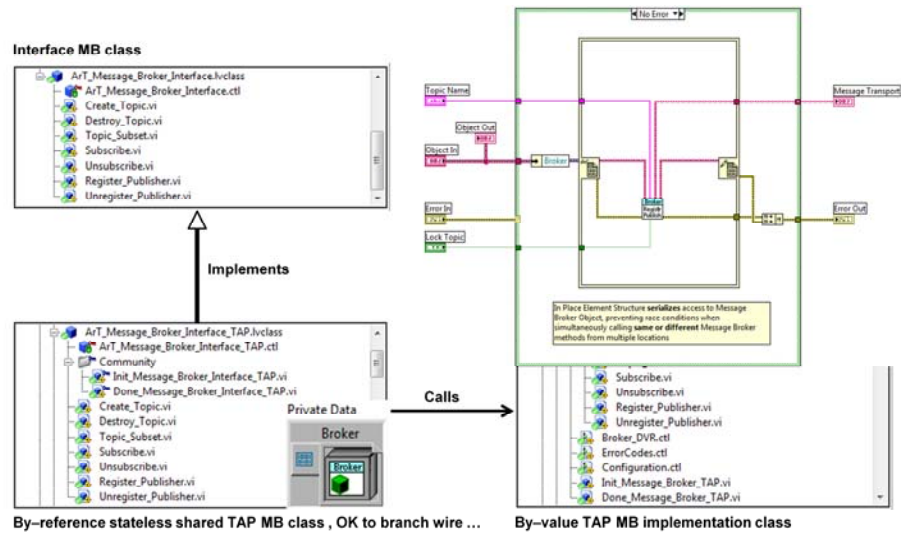 Interface MB class
ArT_Message_Broker_Interface.lvclass
ArT_Message_Broker_Interface.ctl
Create_Topic.vi
Destroy_Topic.vi
Topic_Subset.vi
Subscribe.vi
Unsubscribe.vi
Register_Publisher.vi
Unregister_Publisher.vi
No Error
Topic Name
Message Transport
Object Out
Object In
Broker
Broker
Registr
Publish
Error In
Error Out
Lock Topic
In Place Element Structure serializes access to Message
Broker Object, preventing race conditions when
simultaneously calling same or different Message Broker
methods from multiple locations
Implements
ArT_Message_Broker_Interface_TAP.lvclass
ArT_Message_Broker_Interface_TAP.ctl
Community
Init_Message_Broker_Interface_TAP.vi
Done_Message_Broker_Interface_TAP.vi
Create_Topic.vi
Destroy_Topic.vi
Topic_Subset.vi
Subscribe.vi
Unsubscribe.vi
Register_Publisher.vi
Unregister_Publisher.vi
Private Data
Broker
Broker
Calls
Subscribe.vi
Unsubscribe.vi
Register_Publisher.vi
Unregister_Publisher.vi
Broker_DVR.ctl
ErrorCodes.ctl
Configuration.ctl
Init_Message_Broker_TAP.vi
Done_Message_Broker_TAP.vi
By–reference stateless shared TAP MB class , OK to branch wire ...
By–value TAP MB implementation class